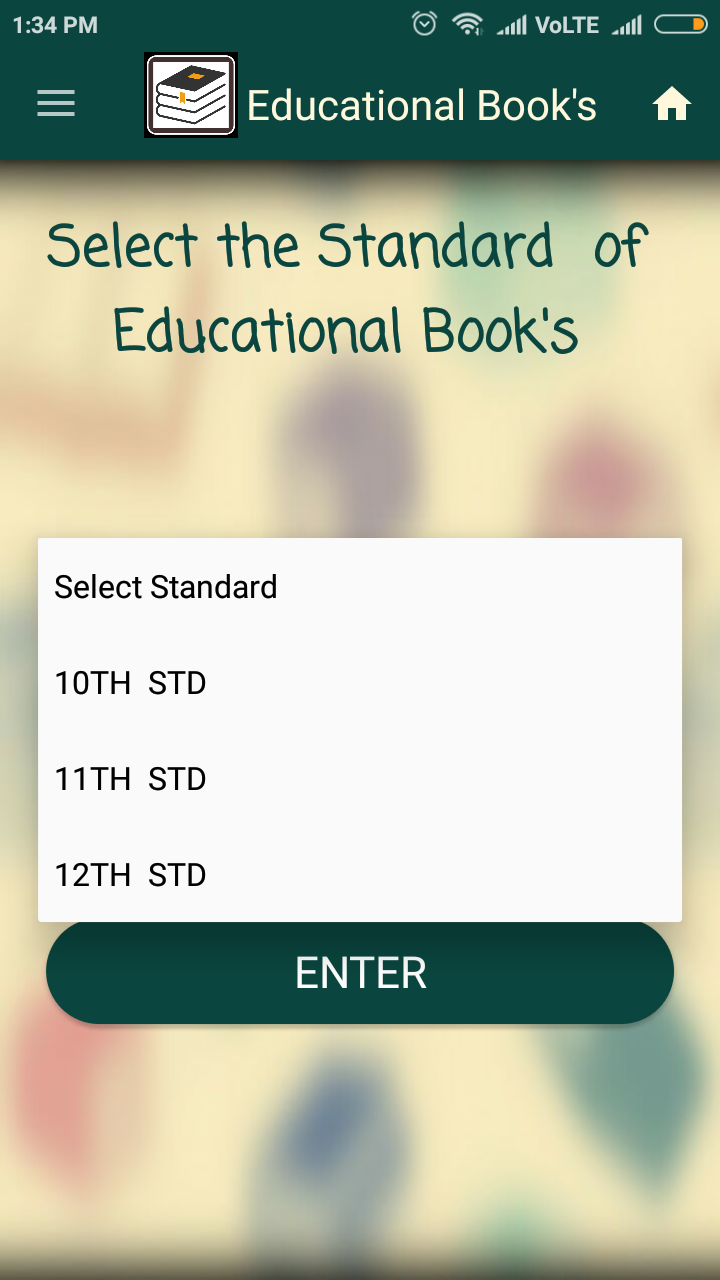 1:34 PM VoLTE
Educational Book's
Select the Standard of
Educational Book's
Select Standard
10TH STD
11TH STD
12TH STD
ENTER